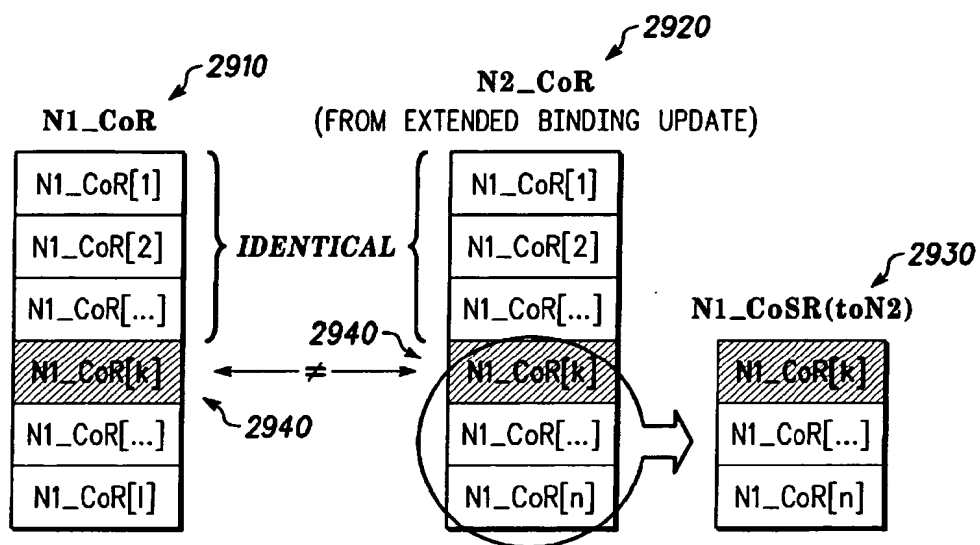 2920
2910
N2_CoR
N1_CoR
(FROM EXTENDED BINDING UPDATE)
N1_CoR[1]
N1_CoR[2]
N1_CoR[...]
N1_CoR[k]
N1_CoR[...]
N1_CoR[l]
IDENTICAL
2940
≠
2940
N1_CoR[1]
N1_CoR[2]
N1_CoR[...]
N1_CoR[k]
N1_CoR[...]
N1_CoR[n]
2930
N1_CoSR(toN2)
N1_CoR[k]
N1_CoR[...]
N1_CoR[n]